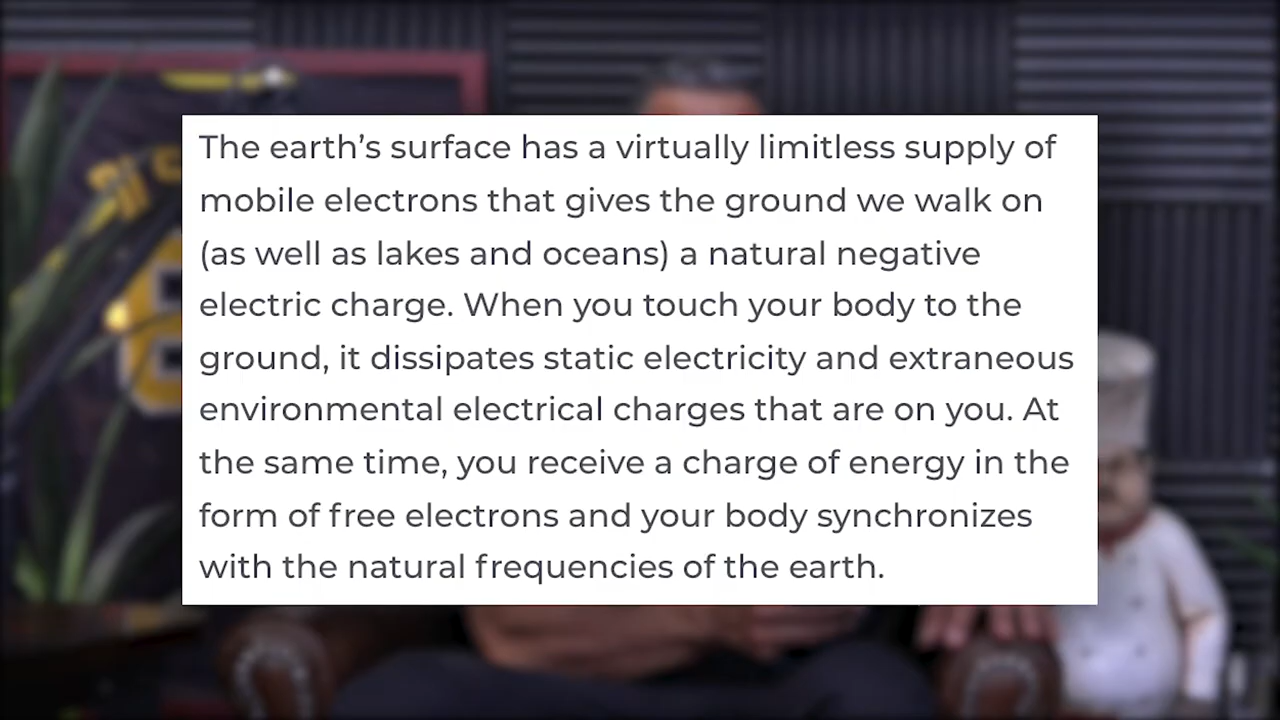 The earth’s surface has a virtually limitless supply of
mobile electrons that gives the ground we walk on
(as well as lakes and oceans) a natural negative
electric charge. When you touch your body to the
ground, it dissipates static electricity and extraneous
environmental electrical charges that are on you. At
the same time, you receive a charge of energy in the
form of free electrons and your body synchronizes
with the natural frequencies of the earth.